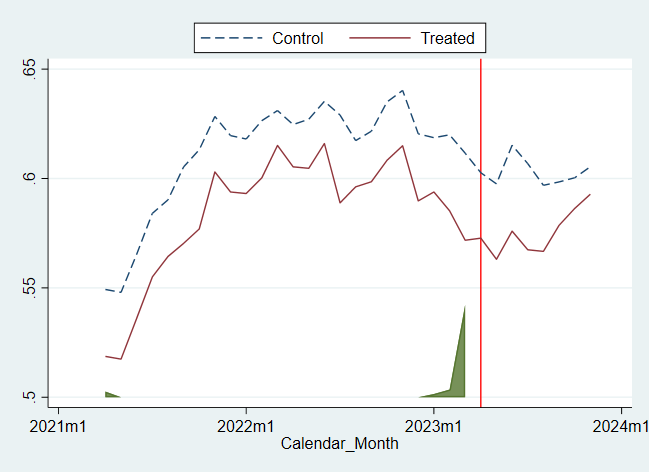 Control
Treated
.65
.6
.55
.5
2021m1
2022m1
2023m1
2024m1
Calendar_Month